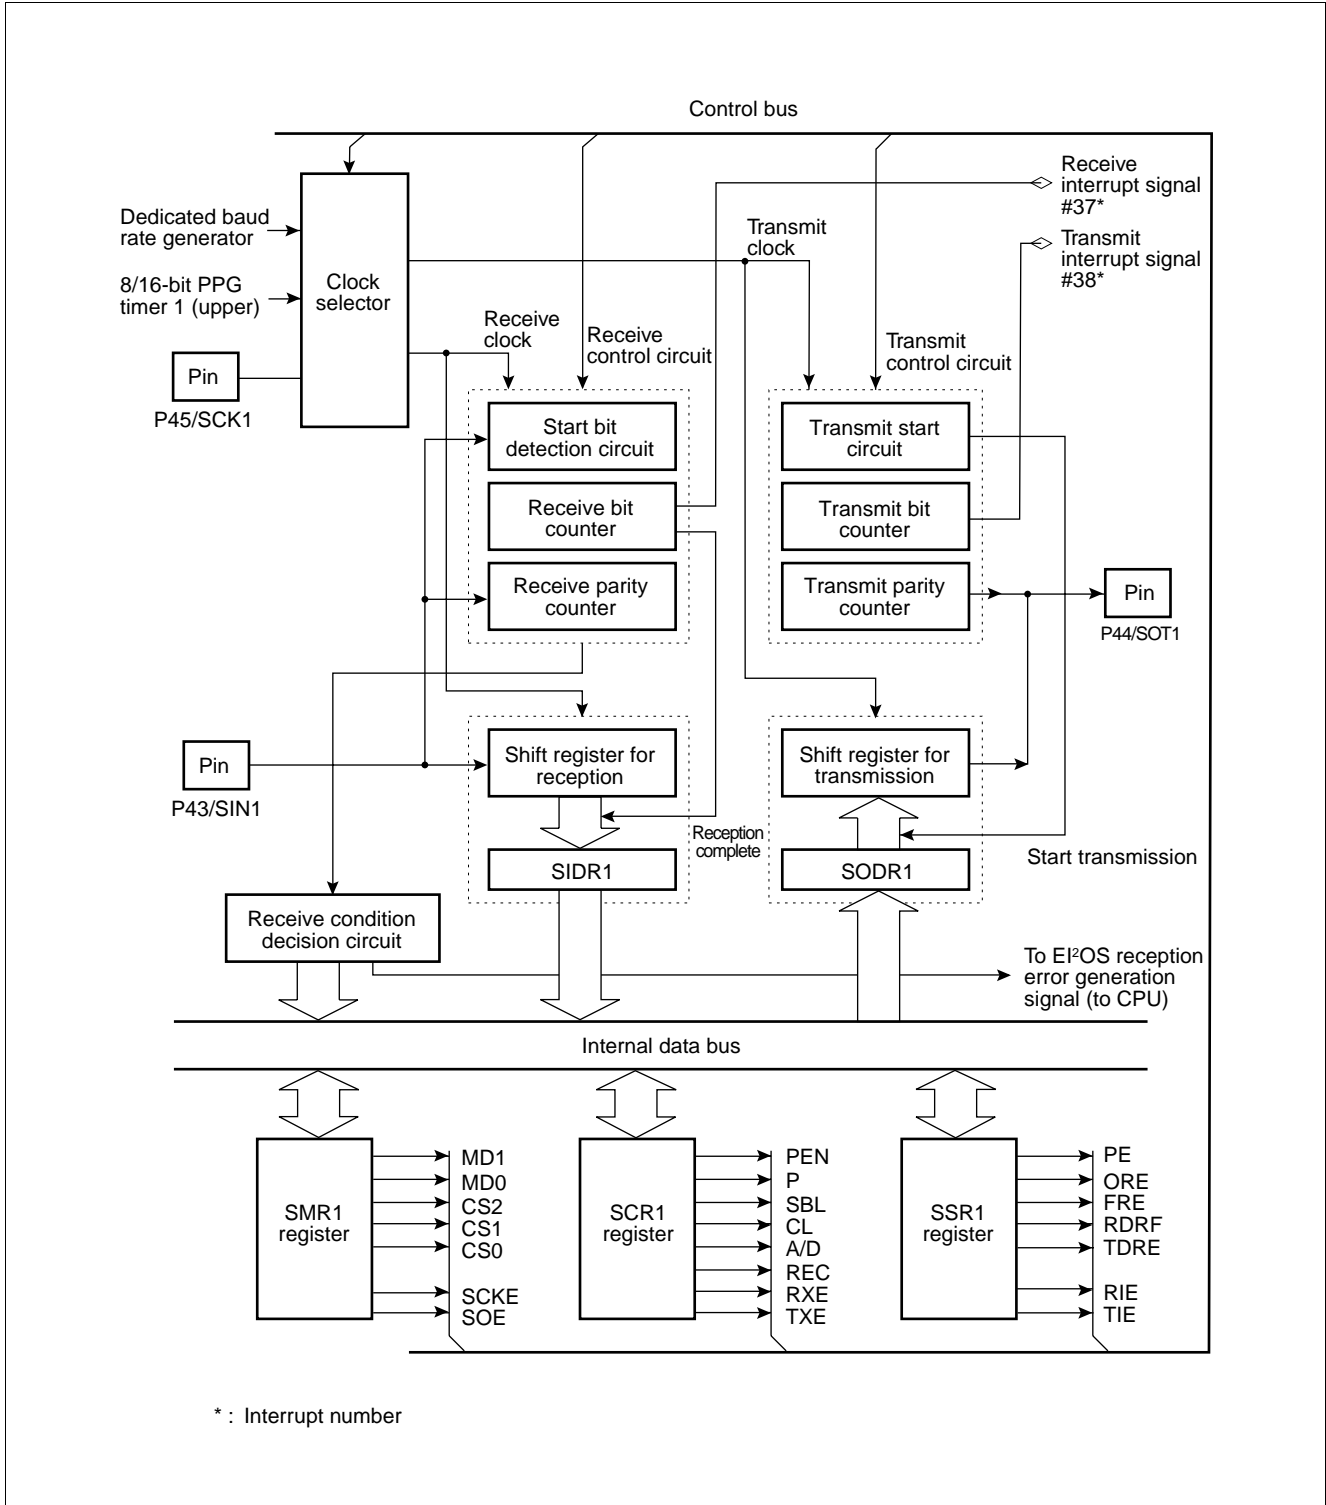 Control bus
Receive
interrupt signal
#37*
Transmit
interrupt signal
#38*
Dedicated baud
rate generator
8/16-bit PPG
timer 1 (upper)
Clock
selector
Transmit
clock
Receive
clock
Receive
control circuit
Transmit
control circuit
Pin
P45/SCK1
Start bit
detection circuit
Transmit start
circuit
Receive bit
counter
Transmit bit
counter
Receive parity
counter
Transmit parity
counter
Pin
P44/SOT1
Pin
P43/SIN1
Shift register for
reception
Shift register for
transmission
Reception
complete
Start transmission
SIDR1
SODR1
Receive condition
decision circuit
To EI²OS reception
error generation
signal (to CPU)
Internal data bus
SMR1
register
MD1
MD0
CS2
CS1
CS0
SCKE
SOE
SCR1
register
PEN
P
SBL
CL
A/D
REC
RXE
TXE
SSR1
register
PE
ORE
FRE
RDRF
TDRE
RIE
TIE
* : Interrupt number